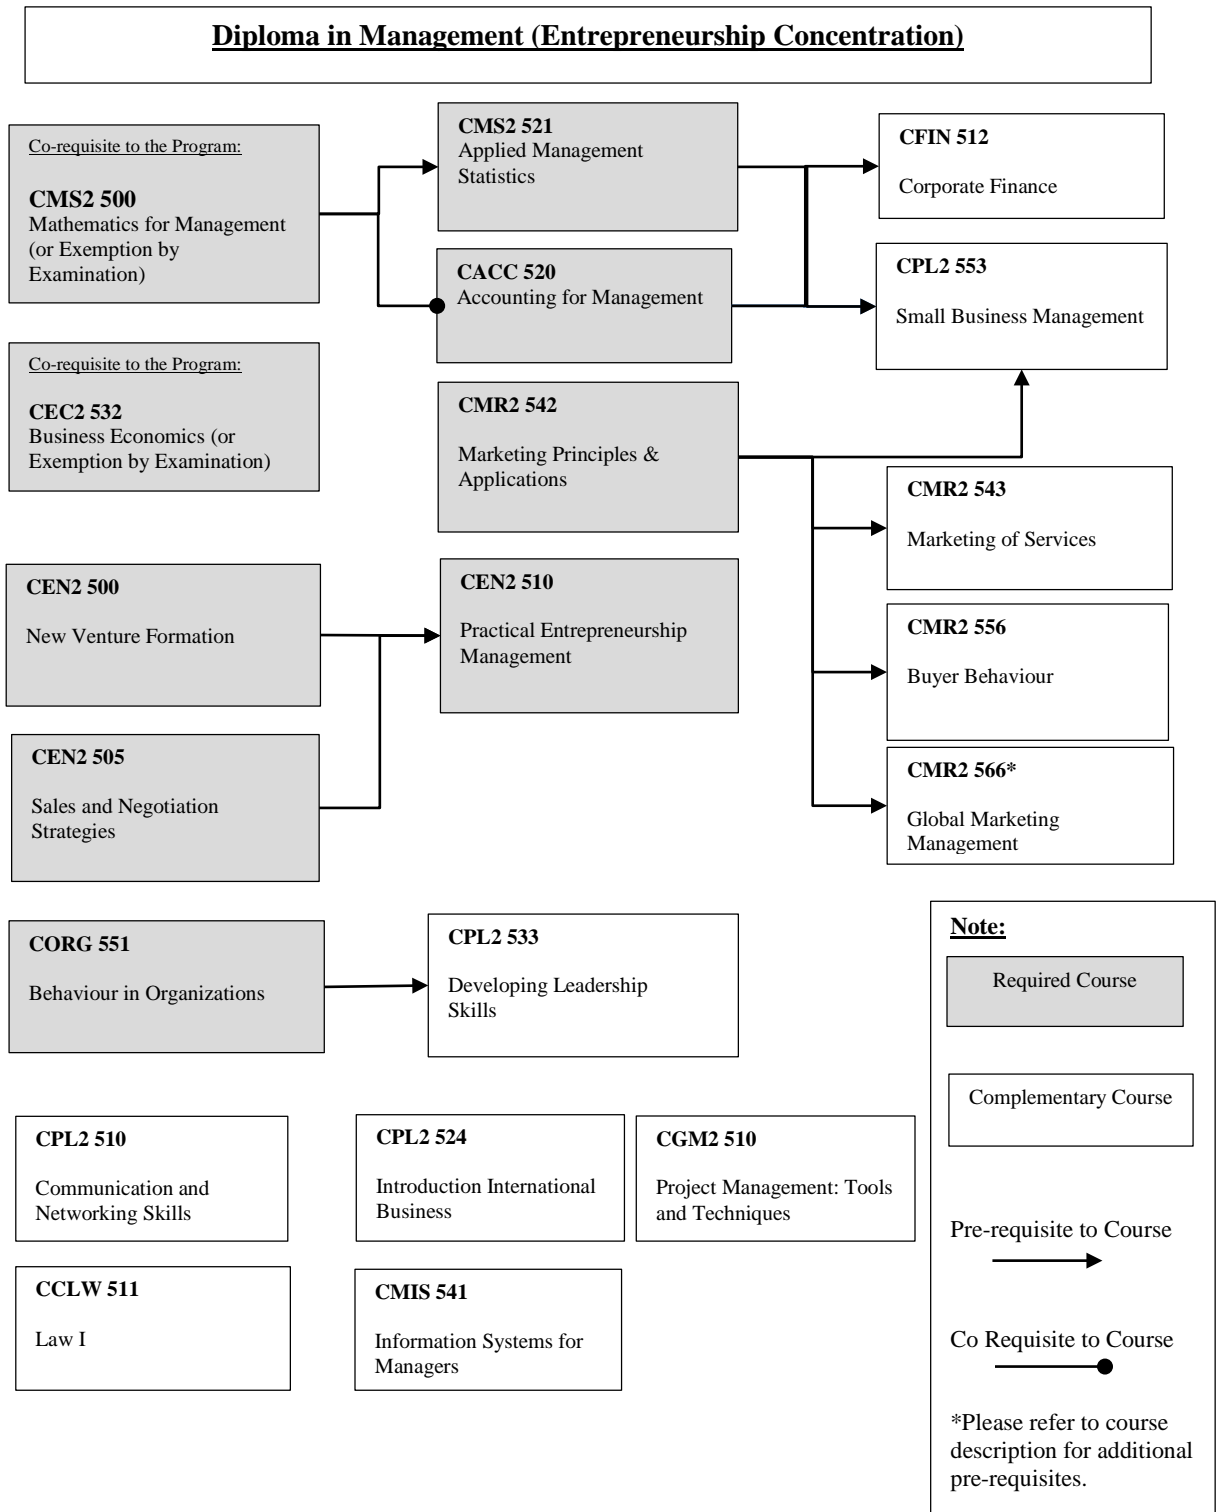 Diploma in Management (Entrepreneurship Concentration)
Co-requisite to the Program:
CMS2 500
Mathematics for Management
(or Exemption by
Examination)
CMS2 521
Applied Management
Statistics
CFIN 512
Corporate Finance
CACC 520
Accounting for Management
CPL2 553
Small Business Management
Co-requisite to the Program:
CEC2 532
Business Economics (or
Exemption by Examination)
CMR2 542
Marketing Principles &
Applications
CMR2 543
Marketing of Services
CEN2 500
New Venture Formation
CEN2 510
Practical Entrepreneurship
Management
CMR2 556
Buyer Behaviour
CEN2 505
Sales and Negotiation
Strategies
CMR2 566*
Global Marketing
Management
CORG 551
Behaviour in Organizations
CPL2 533
Developing Leadership
Skills
CPL2 510
Communication and
Networking Skills
CPL2 524
Introduction International
Business
CGM2 510
Project Management: Tools
and Techniques
CCLW 511
Law I
CMIS 541
Information Systems for
Managers
Note:
Required Course
Complementary Course
Pre-requisite to Course
Co Requisite to Course
*Please refer to course
description for additional
pre-requisites.